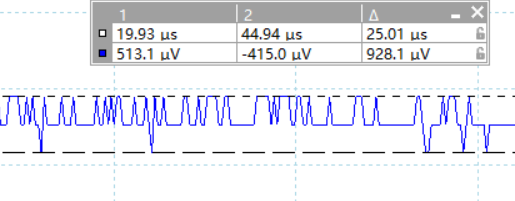 1 2 Δ
19.93 µs 44.94 µs 25.01 µs
513.1 µV -415.0 µV 928.1 µV